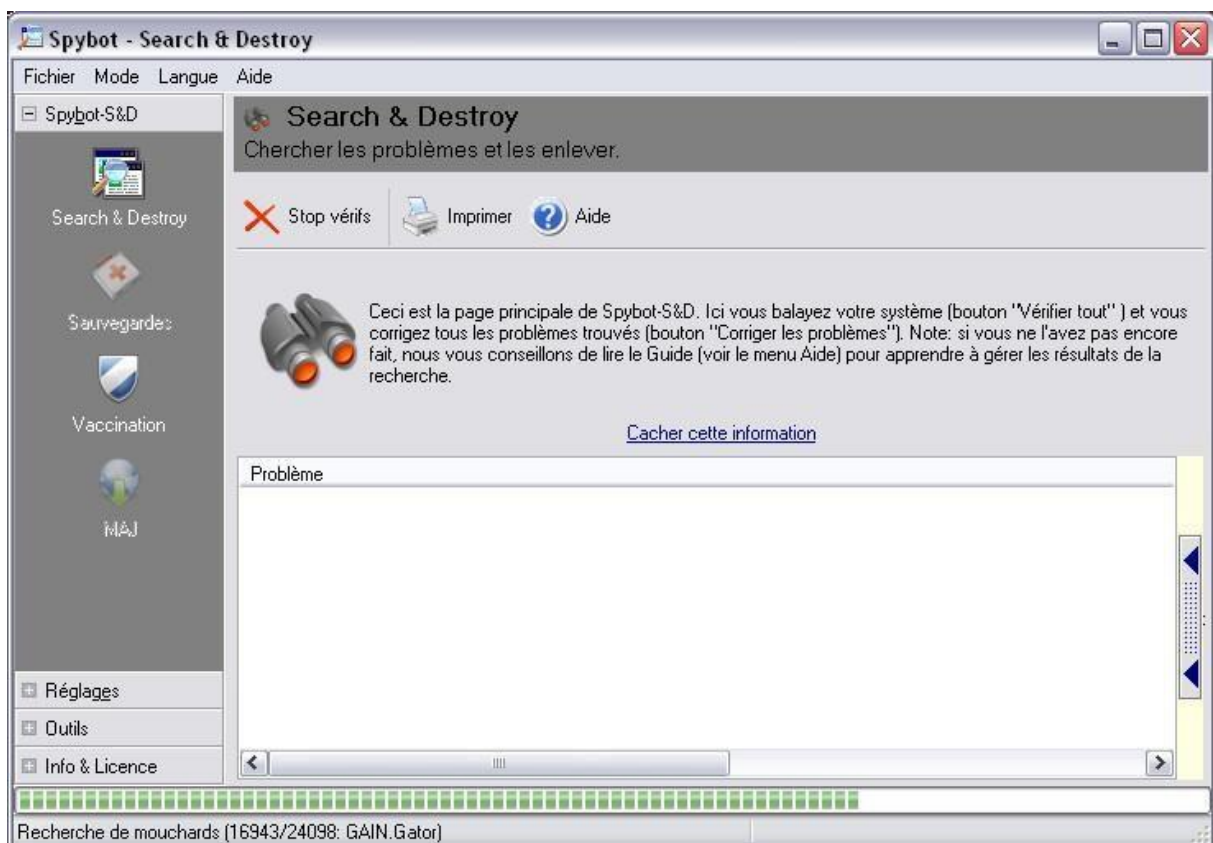 Spybot - Search & Destroy
Fichier Mode Langue Aide
Spybot-S&D
Search & Destroy
Sauvegardes
Vaccination
MAJ
Réglages
Outils
Info & Licence
Search & Destroy
Chercher les problèmes et les enlever.
Stop vérifs Imprimer Aide
Ceci est la page principale de Spybot-S&D. Ici vous balayez votre système (bouton "Vérifier tout" ) et vous
corrigez tous les problèmes trouvés (bouton "Corriger les problèmes"). Note: si vous ne l'avez pas encore
fait, nous vous conseillons de lire le Guide (voir le menu Aide) pour apprendre à gérer les résultats de la
recherche.
Cacher cette information
Problème
Recherche de mouchards (16943/24098: GAIN.Gator)